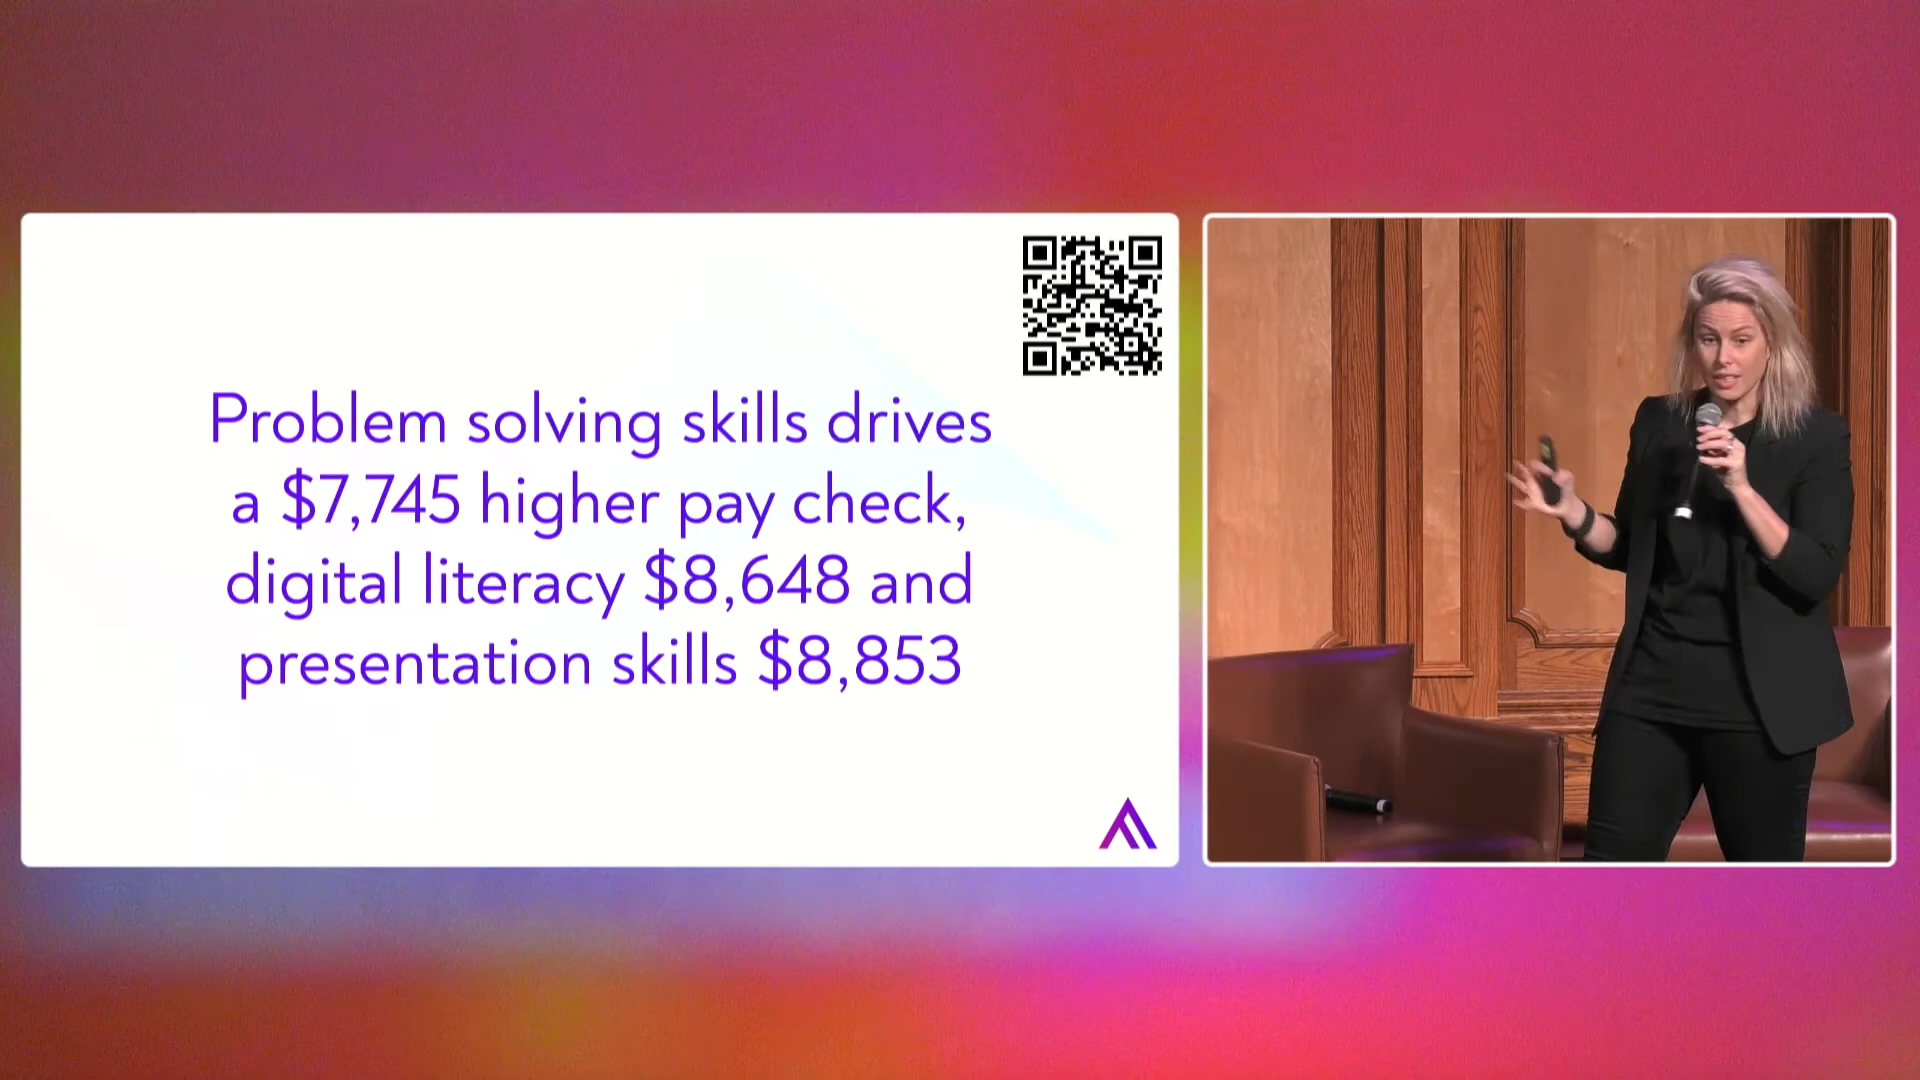 Problem solving skills drives
a $7,745 higher pay check,
digital literacy $8,648 and
presentation skills $8,853